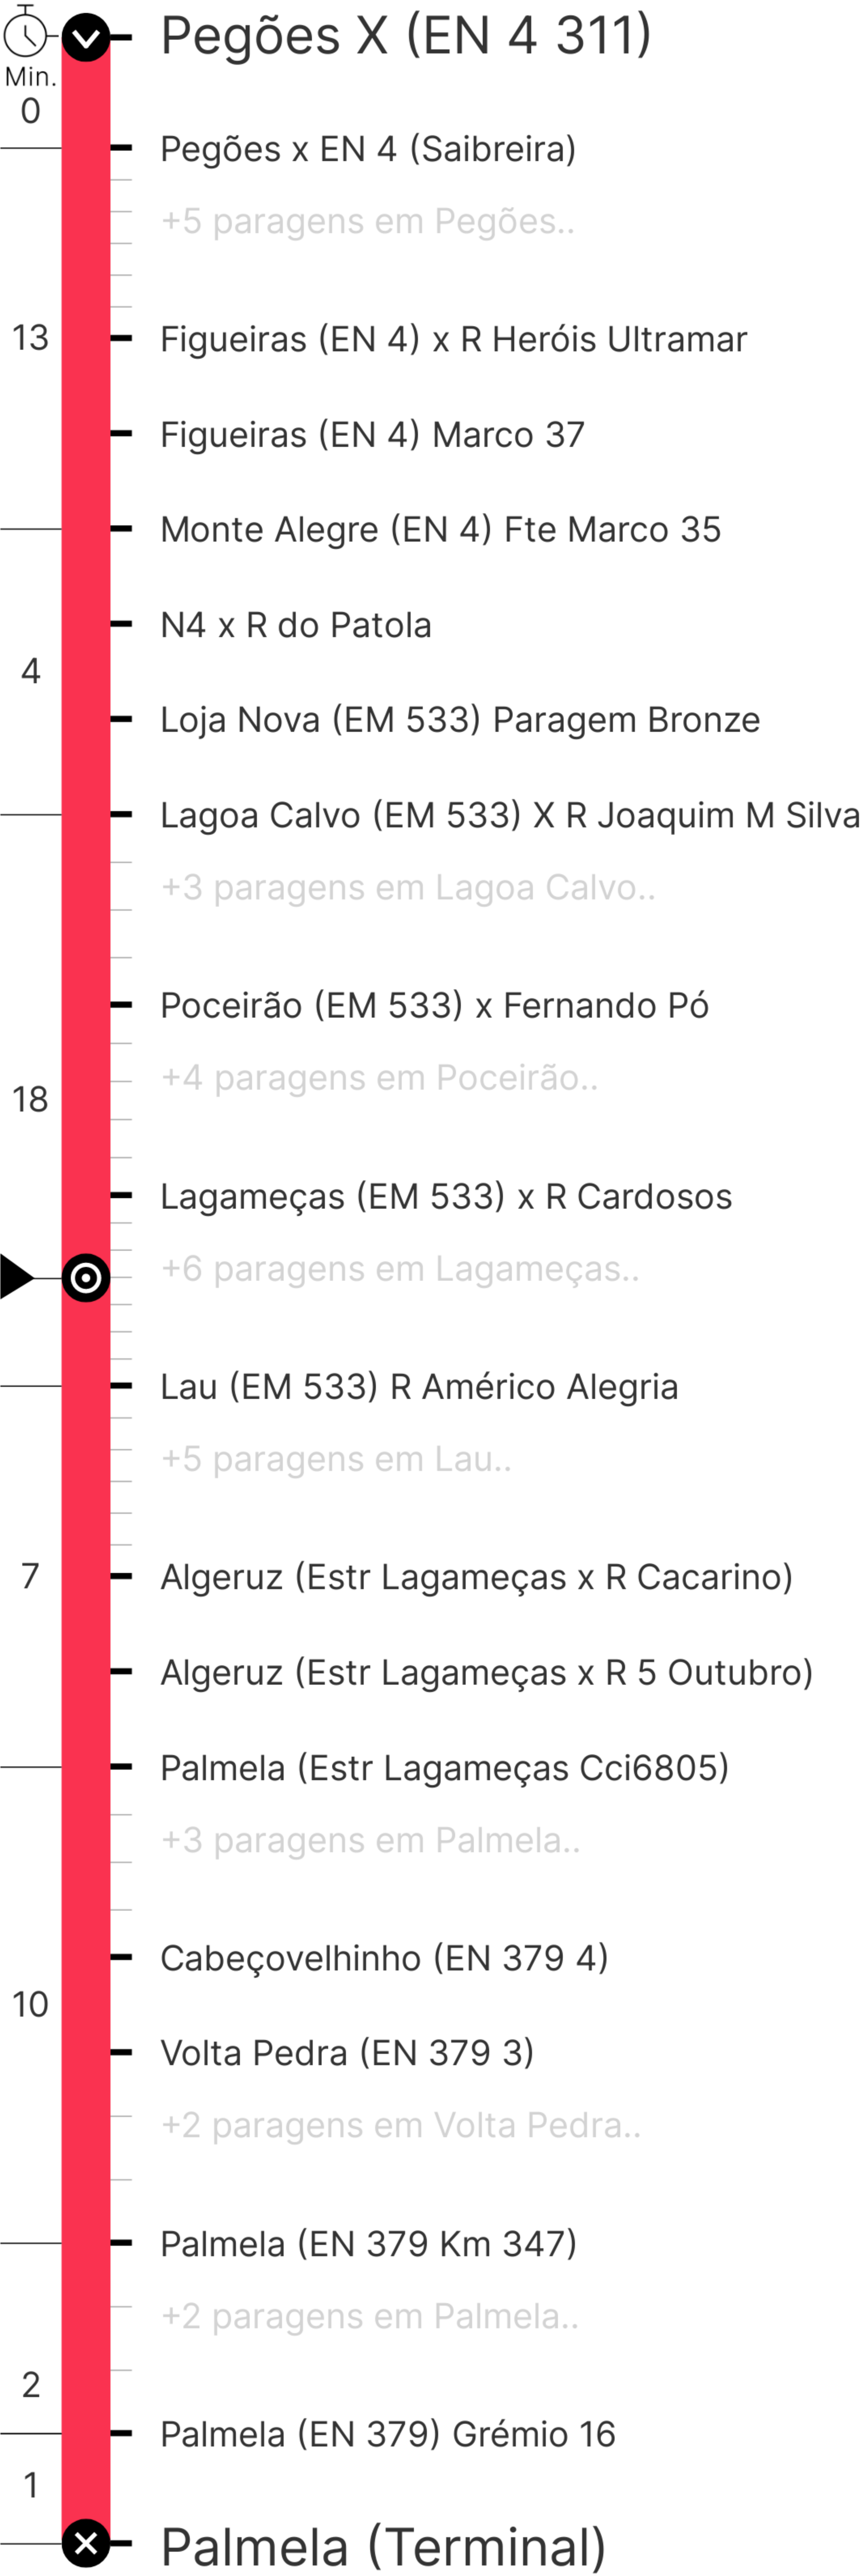 Pegões X (EN 4 311)
Min.
0
Pegões x EN 4 (Saibreira)
+5 paragens em Pegões..
13
Figueiras (EN 4) x R Heróis Ultramar
Figueiras (EN 4) Marco 37
Monte Alegre (EN 4) Fte Marco 35
N4 x R do Patola
4
Loja Nova (EM 533) Paragem Bronze
Lagoa Calvo (EM 533) X R Joaquim M Silva
+3 paragens em Lagoa Calvo..
Poceirão (EM 533) x Fernando Pó
+4 paragens em Poceirão..
18
Lagameças (EM 533) x R Cardosos
+6 paragens em Lagameças..
Lau (EM 533) R Américo Alegria
+5 paragens em Lau..
7
Algeruz (Estr Lagameças x R Cacarino)
Algeruz (Estr Lagameças x R 5 Outubro)
Palmela (Estr Lagameças Cci6805)
+3 paragens em Palmela..
Cabeçovelhinho (EN 379 4)
10
Volta Pedra (EN 379 3)
+2 paragens em Volta Pedra..
Palmela (EN 379 Km 347)
+2 paragens em Palmela..
2
Palmela (EN 379) Grémio 16
1
Palmela (Terminal)